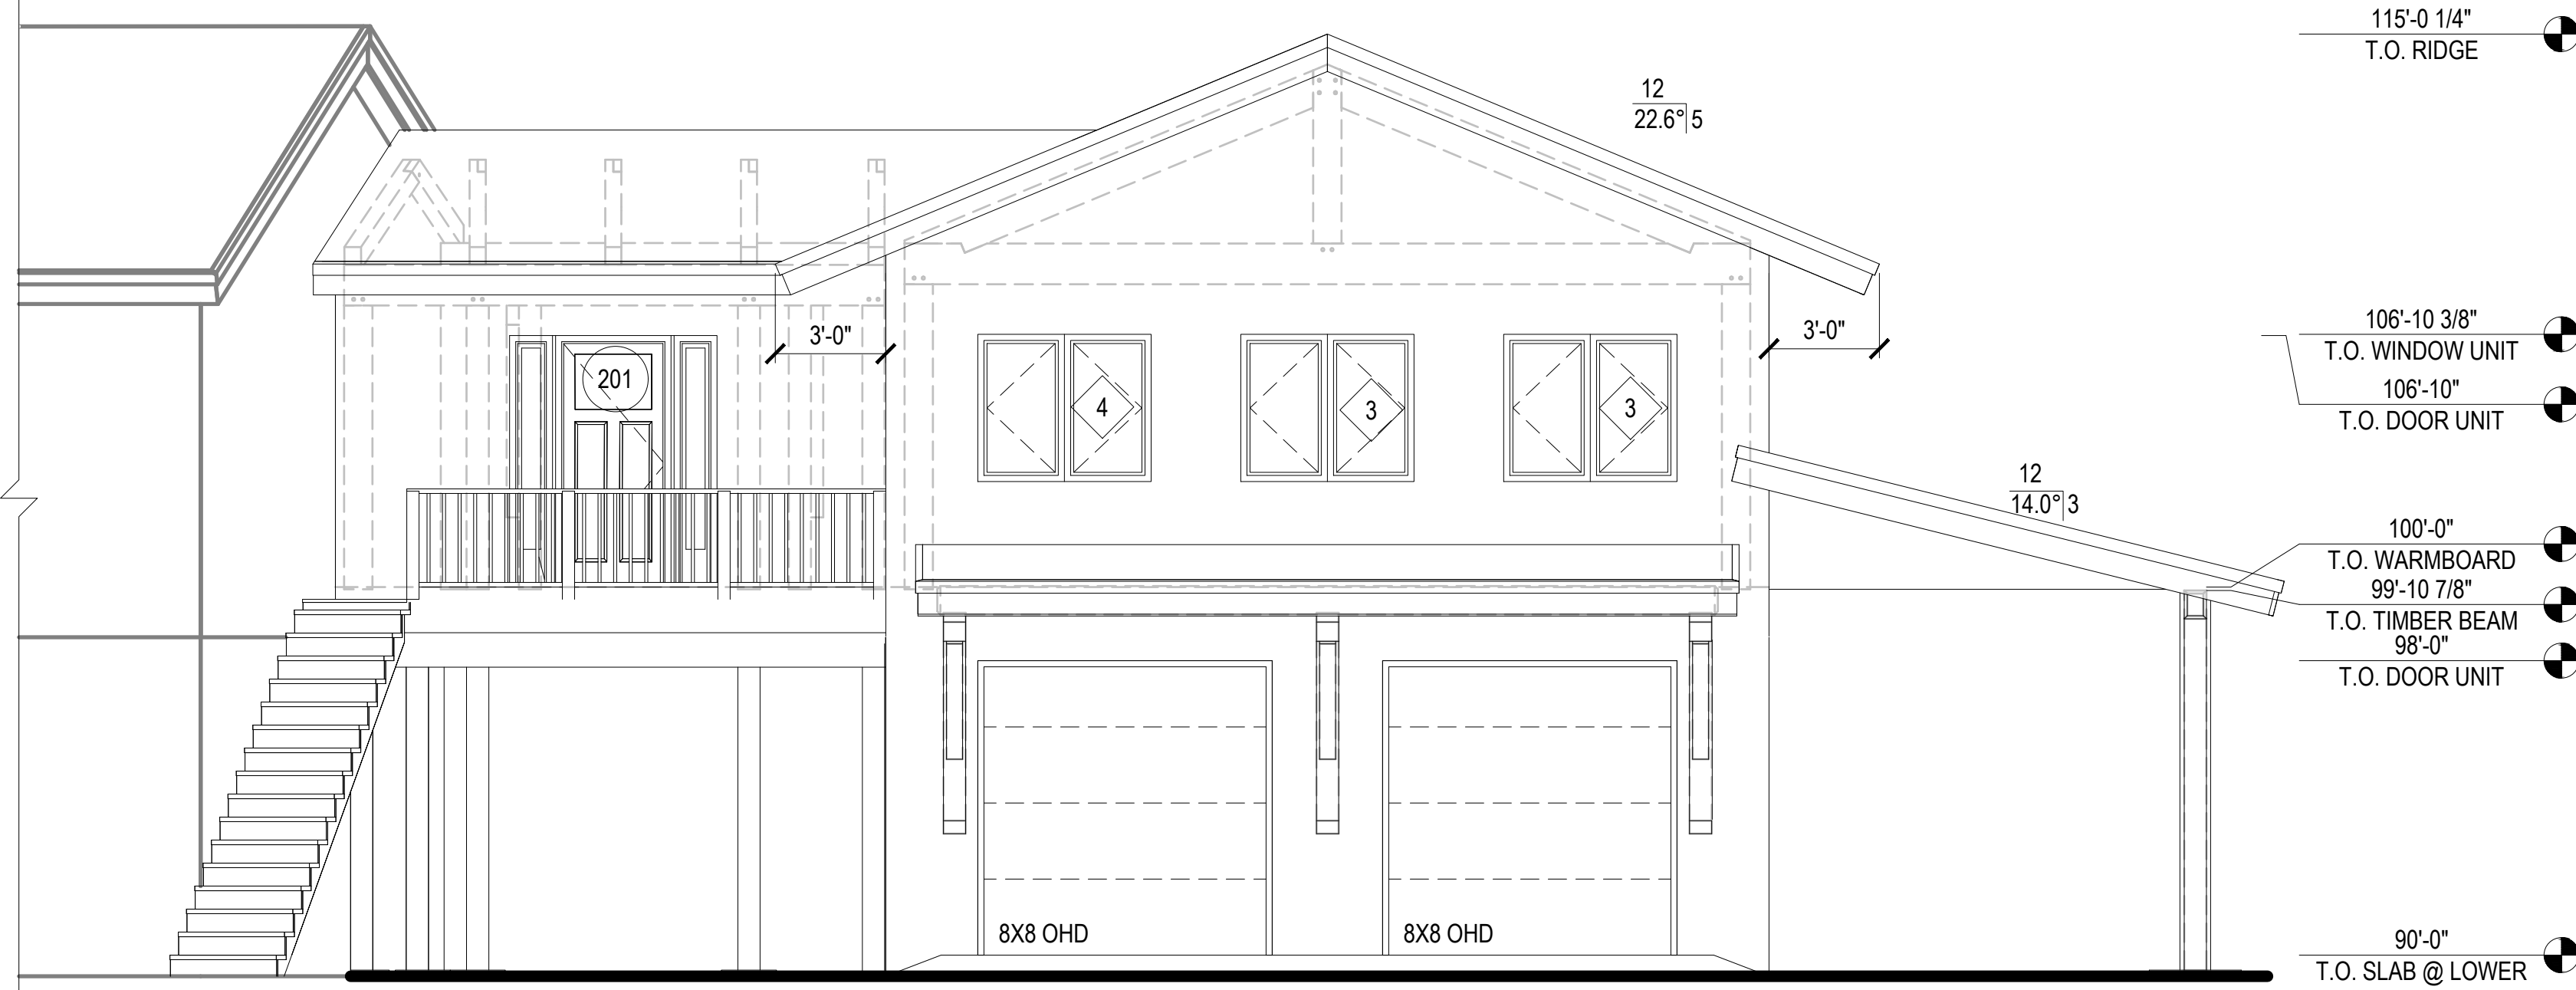 115'-0 1/4"
T.O. RIDGE
12
22.6° 5
106'-10 3/8"
T.O. WINDOW UNIT
3'-0"
3'-0"
201
106'-10"
T.O. DOOR UNIT
4
3
3
12
14.0° 3
100'-0"
T.O. WARMBOARD
99'-10 7/8"
T.O. TIMBER BEAM
98'-0"
T.O. DOOR UNIT
8X8 OHD
8X8 OHD
90'-0"
T.O. SLAB @ LOWER